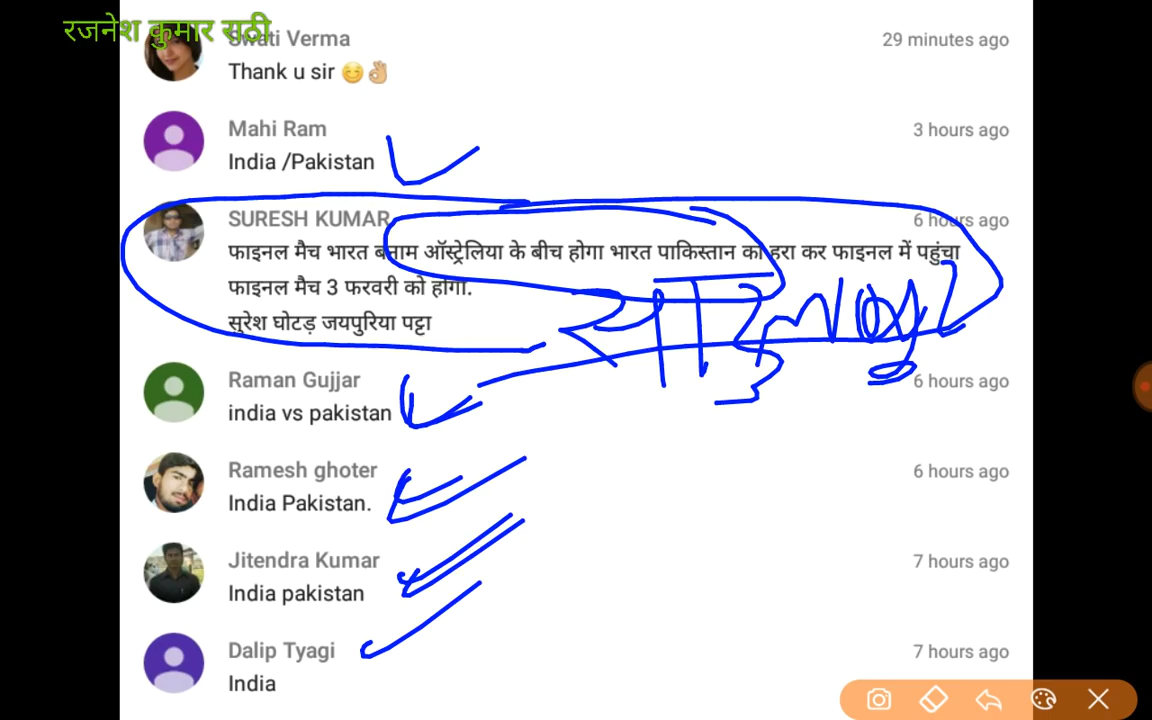 रजनेश कुमार राठी
Swati Verma
29 minutes ago
Thank u sir 😊👌
Mahi Ram
3 hours ago
India /Pakistan
SURESH KUMAR
6 hours ago
फाइनल मैच भारत बनाम ऑस्ट्रेलिया के बीच होगा भारत पाकिस्तान को हरा कर फाइनल में पहुंचा
फाइनल मैच 3 फरवरी को होगा.
सुरेश घोटड़ जयपुरिया पट्टा
Raman Gujjar
6 hours ago
india vs pakistan
Ramesh ghoter
6 hours ago
India Pakistan.
Jitendra Kumar
7 hours ago
India pakistan
Dalip Tyagi
7 hours ago
India